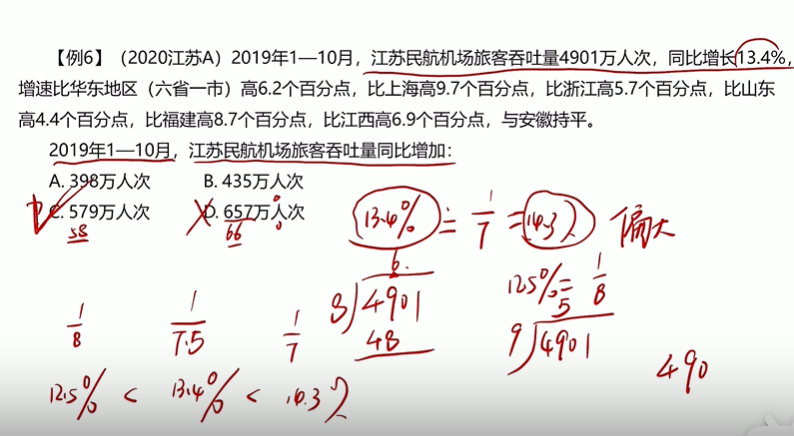 【例6】（2020江苏A）2019年1—10月，江苏民航机场旅客吞吐量4901万人次，同比增长13.4%，
增速比华东地区（六省一市）高6.2个百分点，比上海高9.7个百分点，比浙江高5.7个百分点，比山东
高4.4个百分点，比福建高8.7个百分点，比江西高6.9个百分点，与安徽持平。
2019年1—10月，江苏民航机场旅客吞吐量同比增加：
A. 398万人次 B. 435万人次
C. 579万人次 D. 657万人次
58 66
13.4% ≐ 1/7 = 14.3% 偏大
12.5% = 1/8
6.
8)4901
48
5
9)4901
490
1/8 1/7.5 1/7
12.5% < 13.4% < 14.3%